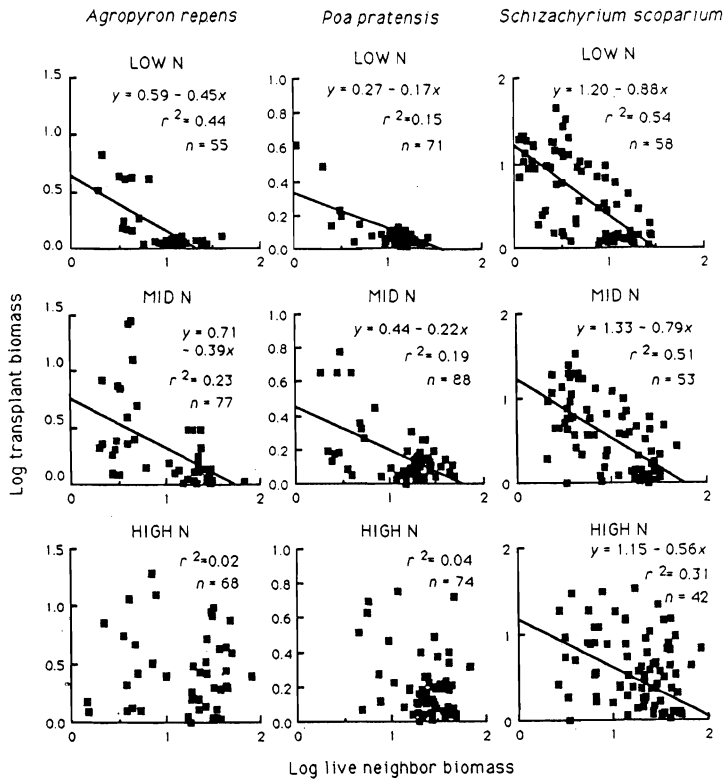 Agropyron repens
Poa pratensis
Schizachyrium scoparium
LOW N
y = 0.59 - 0.45x
r² = 0.44
n = 55
1.5
1.0
0.5
0.0
0
1
2
LOW N
y = 0.27 - 0.17x
r² = 0.15
n = 71
1.0
0.8
0.6
0.4
0.2
0.0
0
1
2
LOW N
y = 1.20 - 0.88x
r² = 0.54
n = 58
2
1
0
0
1
2
MID N
y = 0.71
- 0.39x
r² = 0.23
n = 77
1.5
1.0
0.5
0.0
0
1
2
MID N
y = 0.44 - 0.22x
r² = 0.19
n = 88
1.0
0.8
0.6
0.4
0.2
0.0
0
1
2
MID N
y = 1.33 - 0.79x
r² = 0.51
n = 53
2
1
0
0
1
2
HIGH N
r² = 0.02
n = 68
1.5
1.0
0.5
0.0
0
1
2
HIGH N
r² = 0.04
n = 74
1.0
0.8
0.6
0.4
0.2
0.0
0
1
2
HIGH N
y = 1.15 - 0.56x
r² = 0.31
n = 42
2
1
0
0
1
2
Log transplant biomass
Log live neighbor biomass